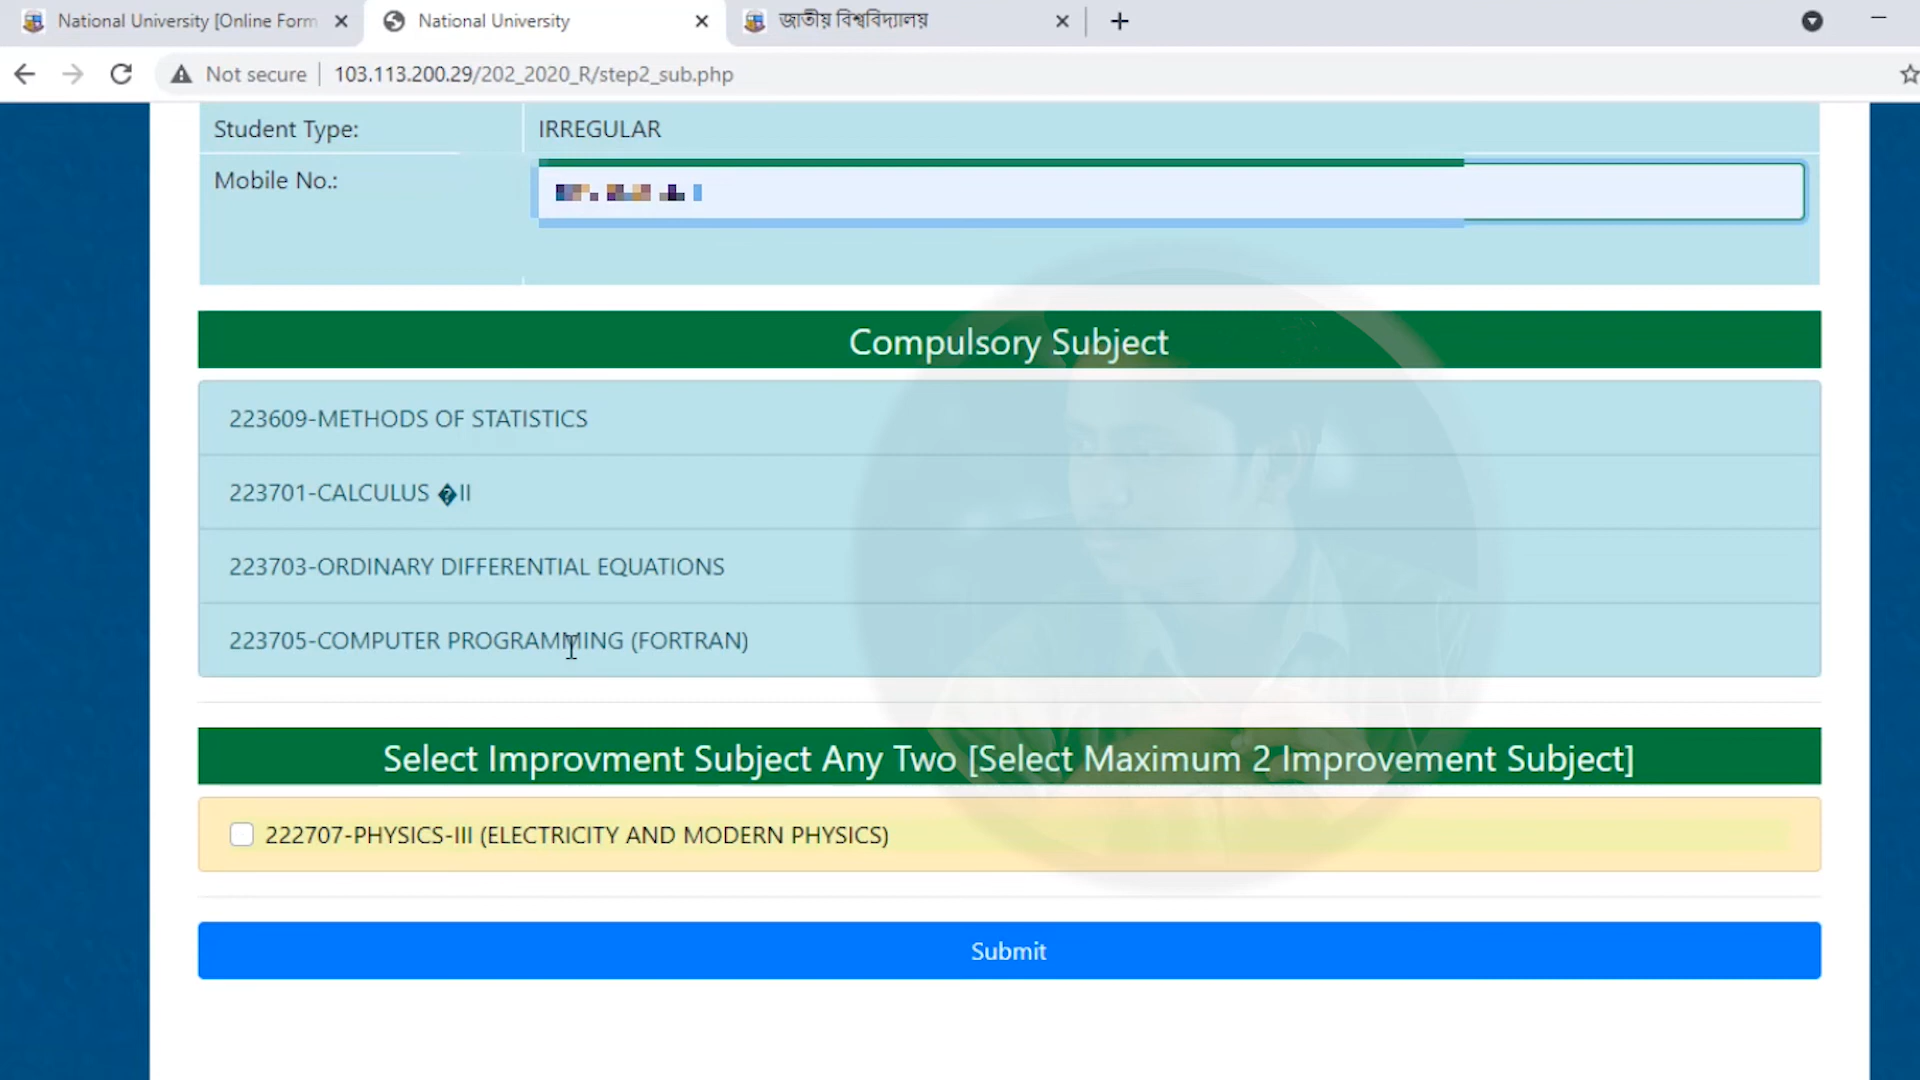 National University [Online Form
National University
জাতীয় বিশ্ববিদ্যালয়
Not secure
103.113.200.29/202_2020_R/step2_sub.php
Student Type:
IRREGULAR
Mobile No.:
Compulsory Subject
223609-METHODS OF STATISTICS
223701-CALCULUS �II
223703-ORDINARY DIFFERENTIAL EQUATIONS
223705-COMPUTER PROGRAMMING (FORTRAN)
Select Improvment Subject Any Two [Select Maximum 2 Improvement Subject]
222707-PHYSICS-III (ELECTRICITY AND MODERN PHYSICS)
Submit